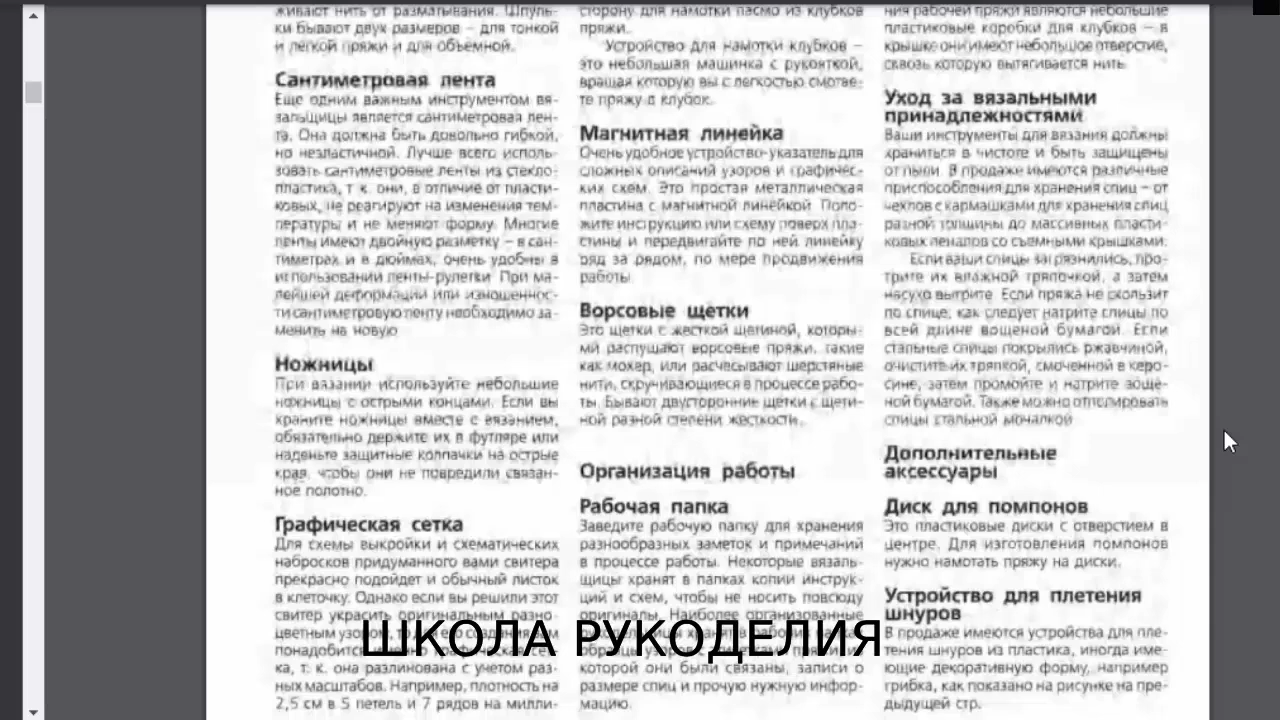 живают нить от разматывания. Шпуль-
ки бывают двух размеров – для тонкой
и легкой пряжи и для объемной.
Сантиметровая лента
Еще одним важным инструментом вя-
зальщицы является сантиметровая лен-
та. Она должна быть довольно гибкой,
но неэластичной. Лучше всего исполь-
зовать сантиметровые ленты из стекло-
пластика, т. к. они, в отличие от пласти-
ковых, не реагируют на изменения тем-
пературы и не меняют форму. Многие
ленты имеют двойную разметку – в сан-
тиметрах и в дюймах, очень удобны в
использовании ленты-рулетки. При ма-
лейшей деформации или изношеннос-
ти сантиметровую ленту необходимо за-
менить на новую.
Ножницы
При вязании используйте небольшие
ножницы с острыми концами. Если вы
храните ножницы вместе с вязанием,
обязательно держите их в футляре или
наденьте защитные колпачки на острые
края, чтобы они не повредили связан-
ное полотно.
Графическая сетка
Для схемы выкройки и схематических
набросков придуманного вами свитера
прекрасно подойдет и обычный листок
в клеточку. Однако если вы решили этот
свитер украсить оригинальным разно-
цветным
понадобится
ка, т. к. она разлинована с учетом раз-
ных масштабов. Например, плотность на
2,5 см в 5 петель и 7 рядов на милли-
сторону для намотки пасмо из клубков
пряжи.
Устройство для намотки клубков –
это небольшая машинка с рукояткой,
вращая которую вы с легкостью смотае-
те пряжу в клубок.
Магнитная линейка
Очень удобное устройство-указатель для
сложных описаний узоров и графичес-
ких схем. Это простая металлическая
пластина с магнитной линейкой. Поло-
жите инструкцию или схему поверх пла-
стины и передвигайте по ней линейку
ряд за рядом, по мере продвижения
работы.
Ворсовые щетки
Это щетки с жесткой щетиной, которы-
ми распушают ворсовые пряжи, такие
как мохер, или расчесывают шерстяные
нити, скручивающиеся в процессе рабо-
ты. Бывают двусторонние щетки с щети-
ной разной степени жесткости.
Организация работы
Рабочая папка
Заведите рабочую папку для хранения
разнообразных заметок и примечаний
в процессе работы. Некоторые вязаль-
щицы хранят в папках копии инструк-
ций и схем, чтобы не носить повсюду
оригиналы. Наиболее организованные
которой они были связаны, записи о
размере спиц и прочую нужную инфор-
мацию.
ния рабочей пряжи являются небольшие
пластиковые коробки для клубков – в
крышке они имеют небольшое отверстие,
сквозь которую вытягивается нить.
Уход за вязальными
принадлежностями
Ваши инструменты для вязания должны
храниться в чистоте и быть защищены
от пыли. В продаже имеются различные
приспособления для хранения спиц – от
чехлов с кармашками для хранения спиц
разной толщины до массивных пласти-
ковых пеналов со съемными крышками.
Если ваши спицы загрязнились, про-
трите их влажной тряпочкой, а затем
насухо вытрите. Если пряжа не скользит
по спице, как следует натрите спицы по
всей длине вощеной бумагой. Если
стальные спицы покрылись ржавчиной,
очистите их тряпкой, смоченной в керо-
сине, затем промойте и натрите воще-
ной бумагой. Также можно отполировать
спицы стальной мочалкой.
Дополнительные
аксессуары
Диск для помпонов
Это пластиковые диски с отверстием в
центре. Для изготовления помпонов
нужно намотать пряжу на диски.
Устройство для плетения
шнуров
В продаже имеются устройства для пле-
тения шнуров из пластика, иногда име-
ющие декоративную форму, например
грибка, как показано на рисунке на пре-
дыдущей стр.
ШКОЛА РУКОДЕЛИЯ